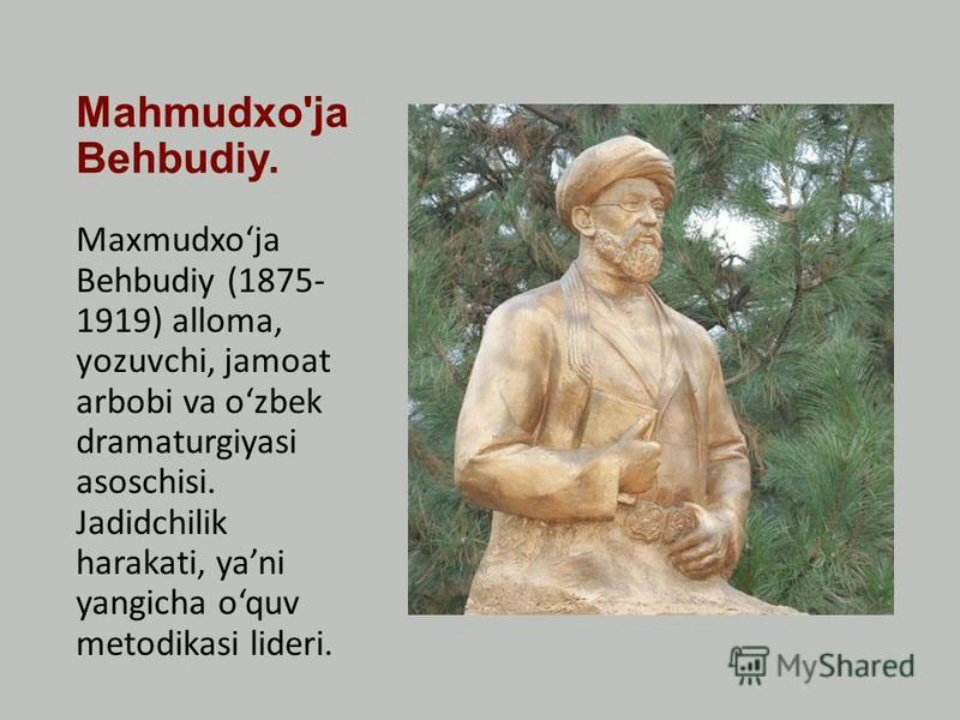 Mahmudxo'ja
Behbudiy.
Maxmudxo‘ja
Behbudiy (1875-
1919) alloma,
yozuvchi, jamoat
arbobi va o‘zbek
dramaturgiyasi
asoschisi.
Jadidchilik
harakati, ya’ni
yangicha o‘quv
metodikasi lideri.
MyShared